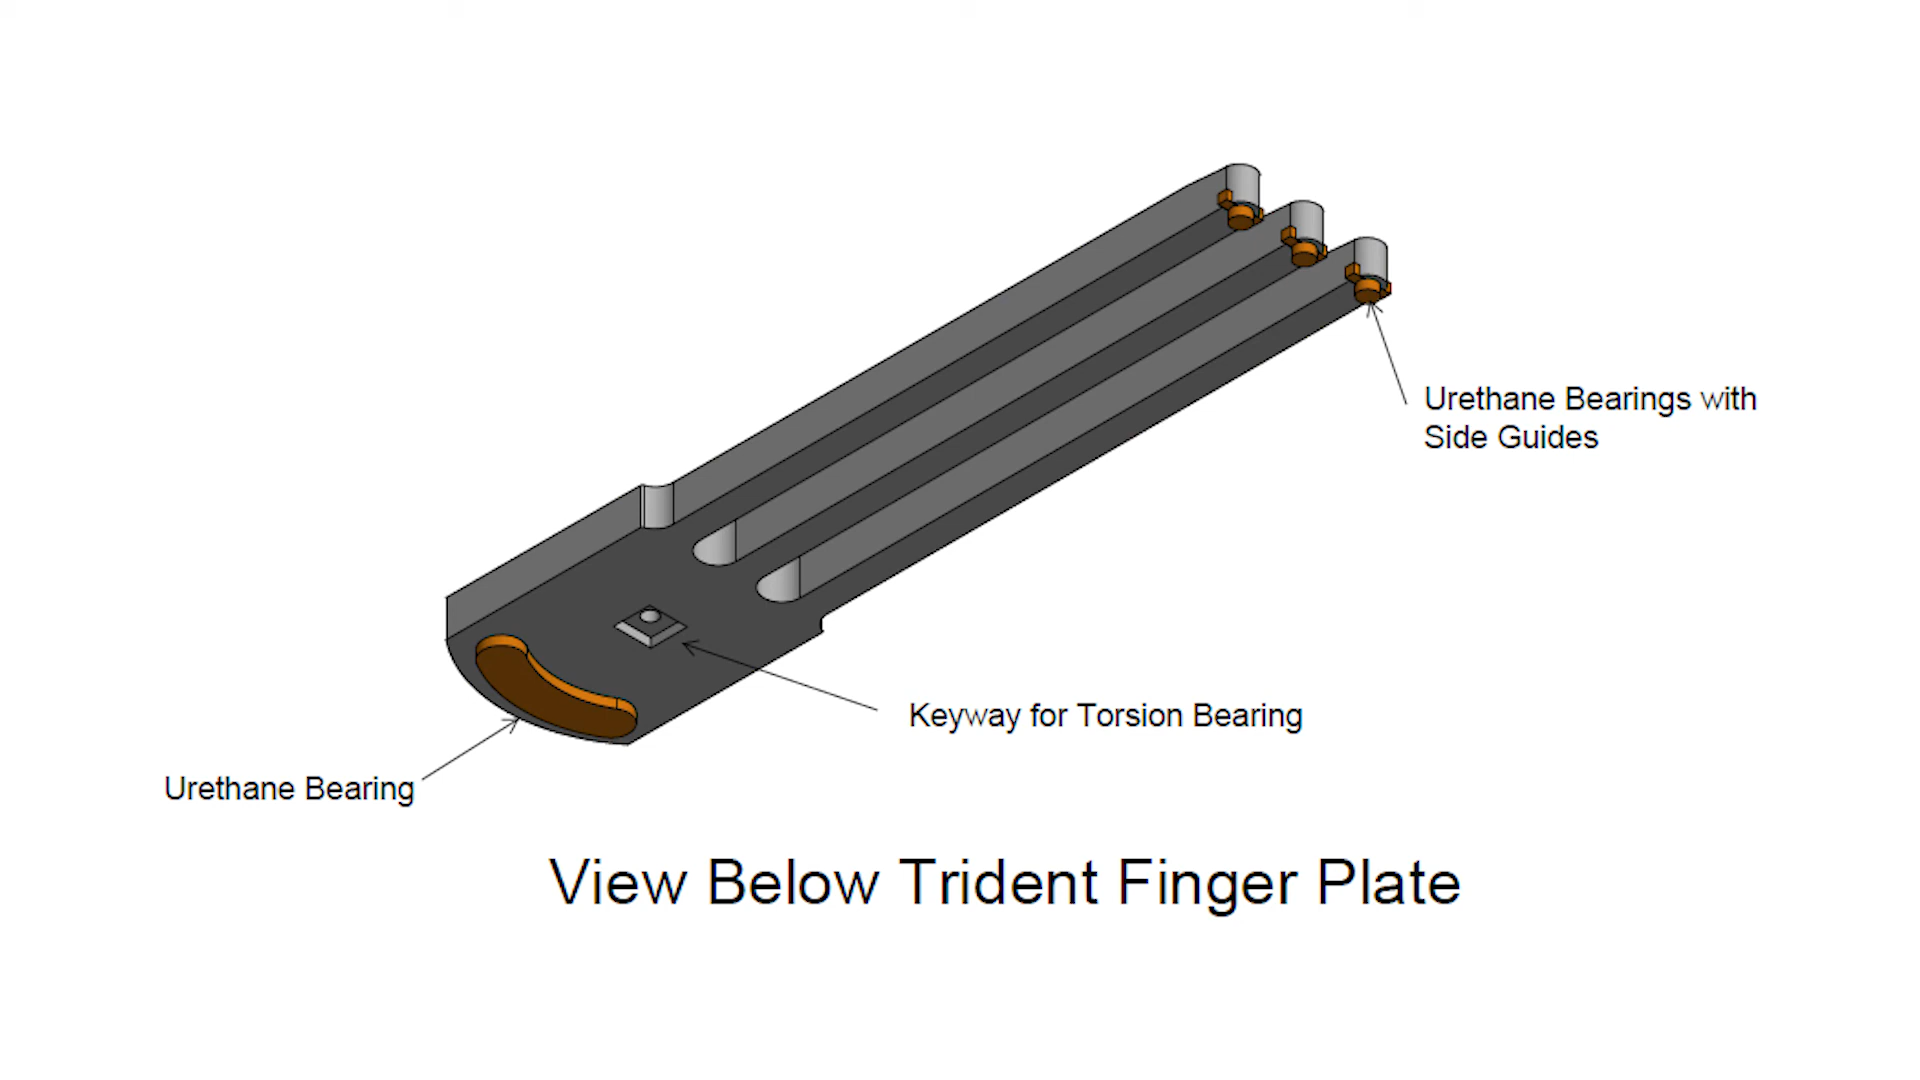 Urethane Bearings with
Side Guides
Keyway for Torsion Bearing
Urethane Bearing
View Below Trident Finger Plate